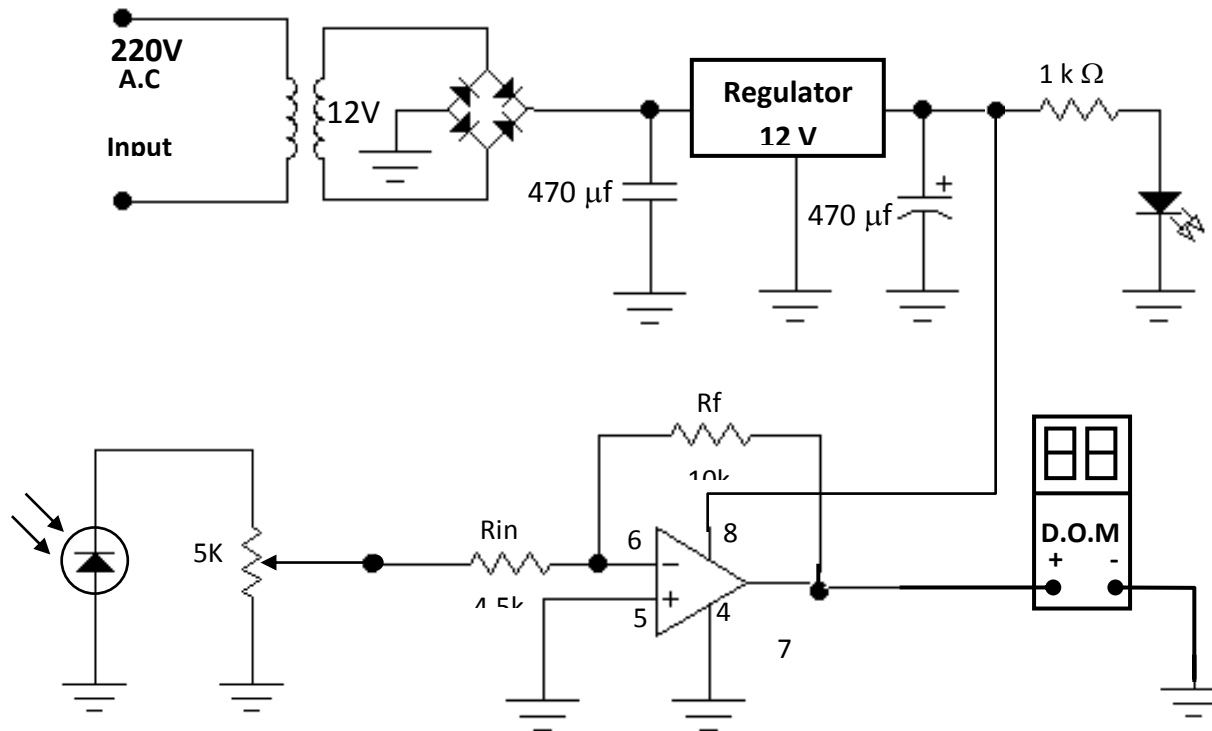 220V
A.C
Input
12V
Regulator
12 V
1 k Ω
470 μf
470 μf
+
Rf
10k
Rin
4.5k
5K
6
8
−
+
5
4
7
D.O.M
+ -